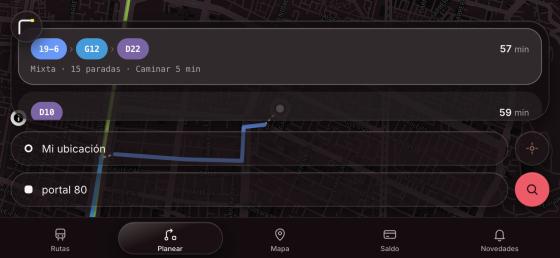 19-6 › G12 › D22 57 min
Mixta · 15 paradas · Caminar 5 min
D10 59 min
Mi ubicación
portal 80
Rutas Planear Mapa Saldo Novedades